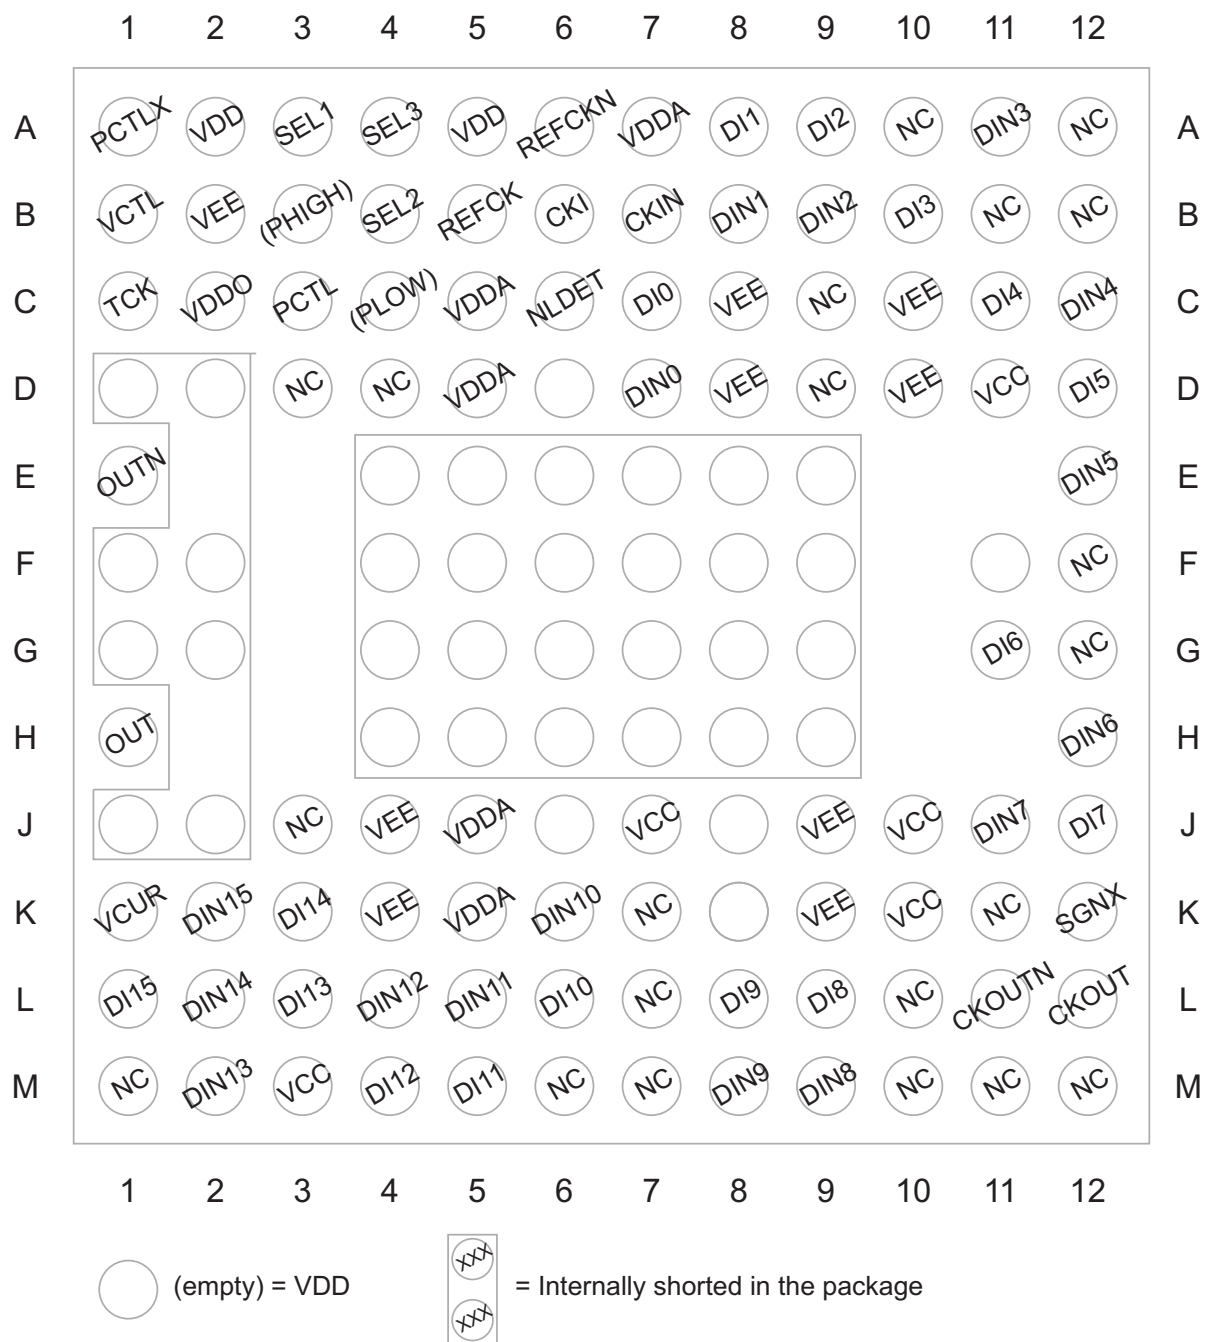 1 2 3 4 5 6 7 8 9 10 11 12
A PCTLX VDD SEL1 SEL3 VDD REFCKN VDDA DI1 DI2 NC DIN3 NC A
B VCTL VEE (PHIGH) SEL2 REFCK CKI CKIN DIN1 DIN2 DI3 NC NC B
C TCK VDDO PCTL (PLOW) VDDA NLDET DI0 VEE NC VEE DI4 DIN4 C
D NC NC VDDA DIN0 VEE NC VEE VCC DI5 D
E OUTN DIN5 E
F NC F
G DI6 NC G
H OUT DIN6 H
J NC VEE VDDA VCC VEE VCC DIN7 DI7 J
K VCUR DIN15 DI14 VEE VDDA DIN10 NC VEE VCC NC SGNX K
L DI15 DIN14 DI13 DIN12 DIN11 DI10 NC DI9 DI8 NC CKOUTN CKOUT L
M NC DIN13 VCC DI12 DI11 NC NC DIN9 DIN8 NC NC NC M
1 2 3 4 5 6 7 8 9 10 11 12
XXX
(empty) = VDD = Internally shorted in the package
XXX